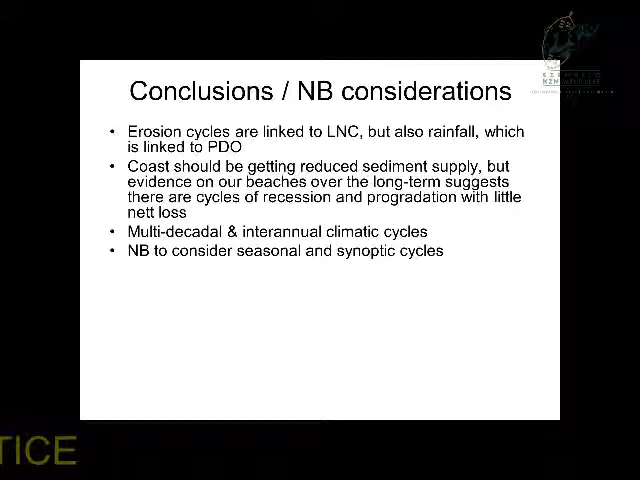 EZEMVELO
KZN WILDLIFE
Conclusions / NB considerations
• Erosion cycles are linked to LNC, but also rainfall, which
is linked to PDO
• Coast should be getting reduced sediment supply, but
evidence on our beaches over the long-term suggests
there are cycles of recession and progradation with little
nett loss
• Multi-decadal & interannual climatic cycles
• NB to consider seasonal and synoptic cycles
TICE